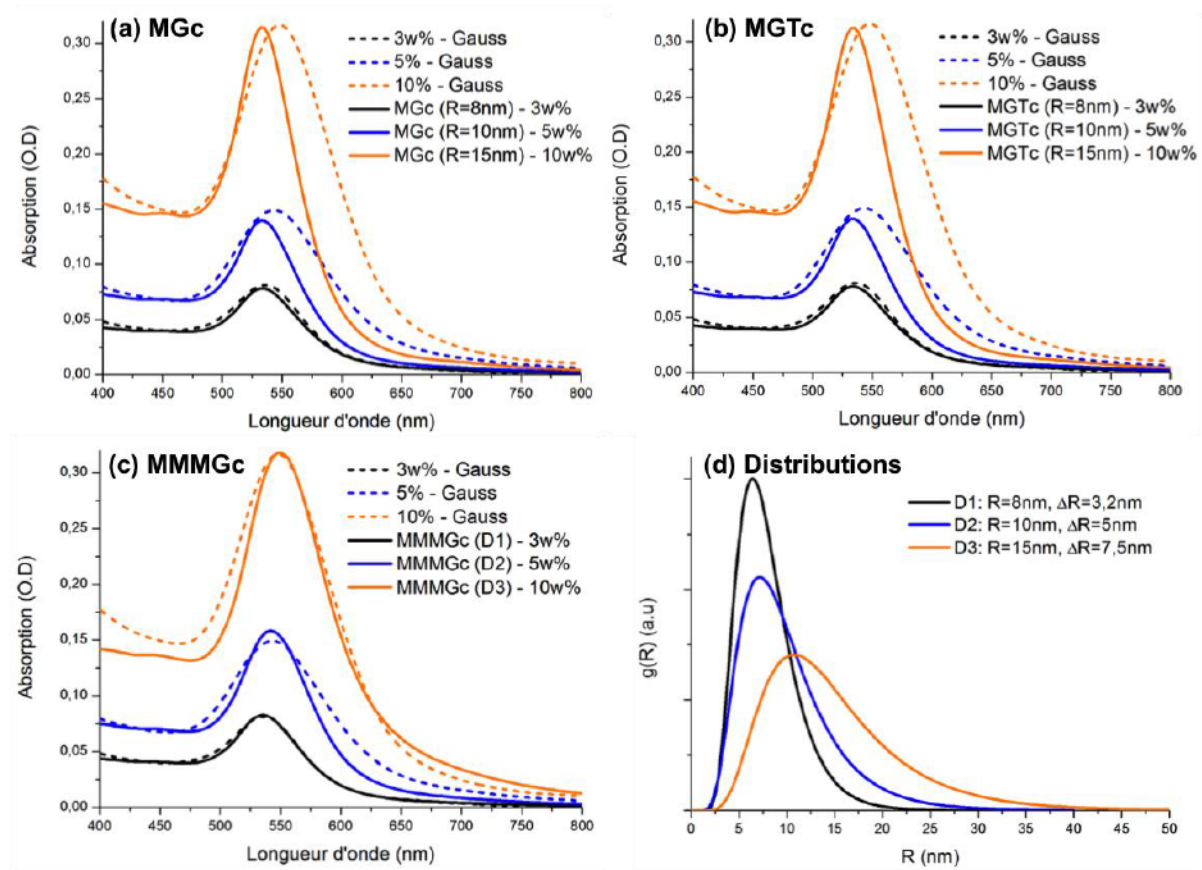 (a) MGc
3w% - Gauss
5% - Gauss
10% - Gauss
MGc (R=8nm) - 3w%
MGc (R=10nm) - 5w%
MGc (R=15nm) - 10w%
0,30
0,25
0,20
0,15
0,10
0,05
0,00
Absorption (O.D)
400 450 500 550 600 650 700 750 800
Longueur d'onde (nm)
(b) MGTc
3w% - Gauss
5% - Gauss
10% - Gauss
MGTc (R=8nm) - 3w%
MGTc (R=10nm) - 5w%
MGTc (R=15nm) - 10w%
0,30
0,25
0,20
0,15
0,10
0,05
0,00
Absorption (O.D)
400 450 500 550 600 650 700 750 800
Longueur d'onde (nm)
(c) MMMGc
3w% - Gauss
5% - Gauss
10% - Gauss
MMMGc (D1) - 3w%
MMMGc (D2) - 5w%
MMMGc (D3) - 10w%
0,30
0,25
0,20
0,15
0,10
0,05
0,00
Absorption (O.D)
400 450 500 550 600 650 700 750 800
Longueur d'onde (nm)
(d) Distributions
D1: R=8nm, ΔR=3,2nm
D2: R=10nm, ΔR=5nm
D3: R=15nm, ΔR=7,5nm
g(R) (a.u)
0 5 10 15 20 25 30 35 40 45 50
R (nm)